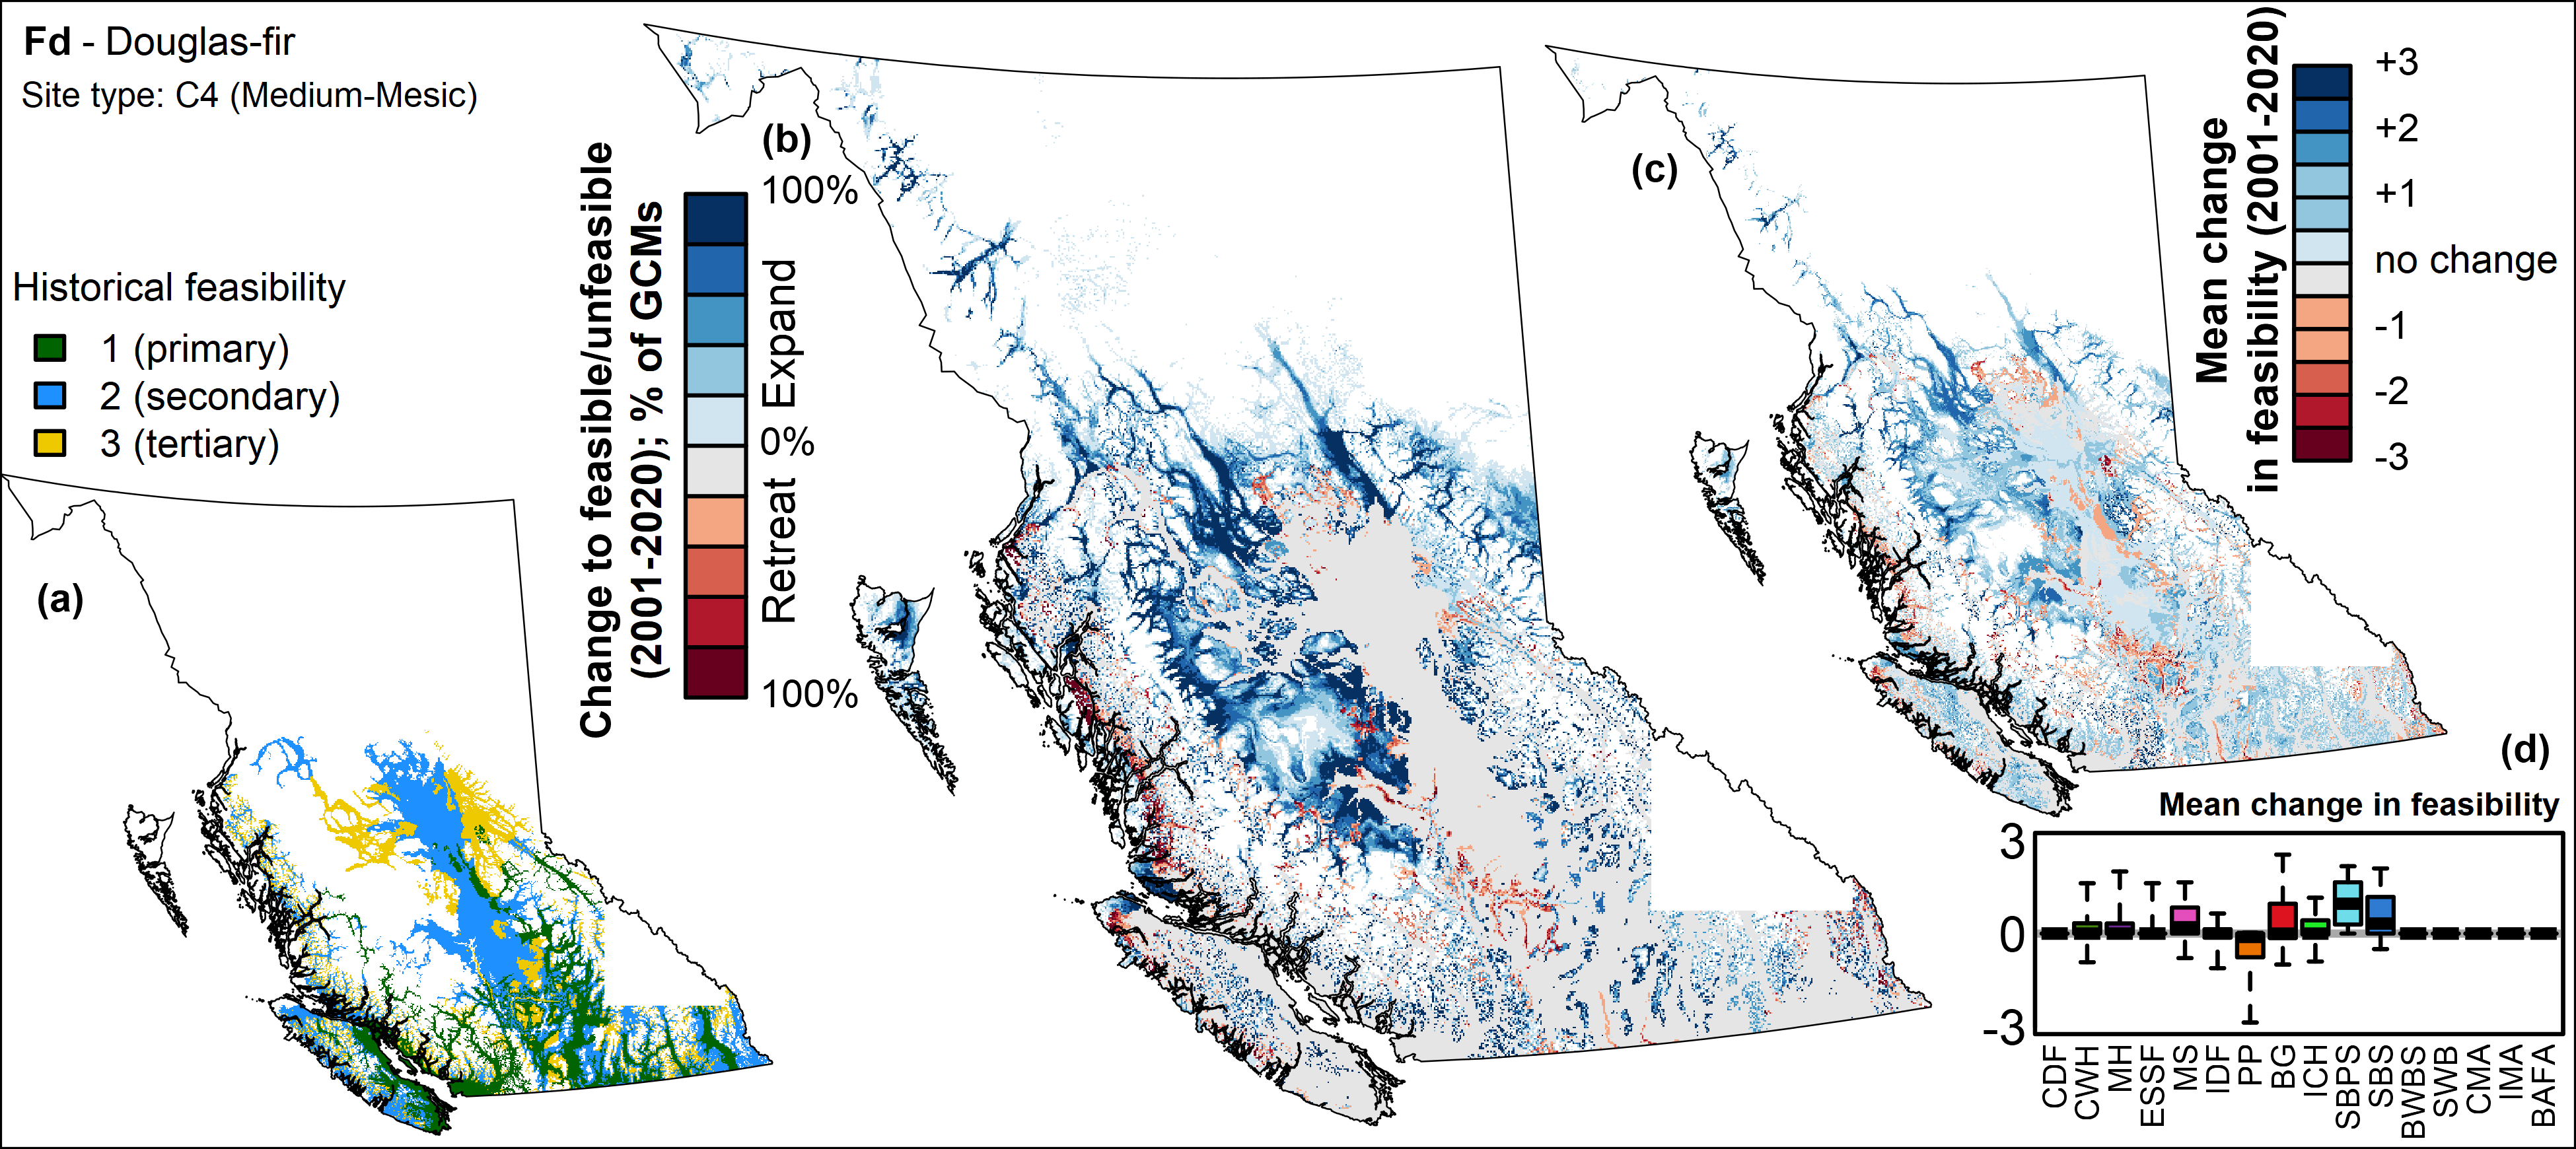 Fd - Douglas-fir
Site type: C4 (Medium-Mesic)
Historical feasibility
1 (primary)
2 (secondary)
3 (tertiary)
(a)
Change to feasible/unfeasible
(2001-2020); % of GCMs
(b)
100%
Expand
0%
Retreat
100%
(c)
Mean change
in feasibility (2001-2020)
+3
+2
+1
no change
-1
-2
-3
(d)
Mean change in feasibility
3
0
-3
CDF
CWH
MH
ESSF
MS
IDF
PP
BG
ICH
SBPS
SBS
BWBS
SWB
CMA
IMA
BAFA